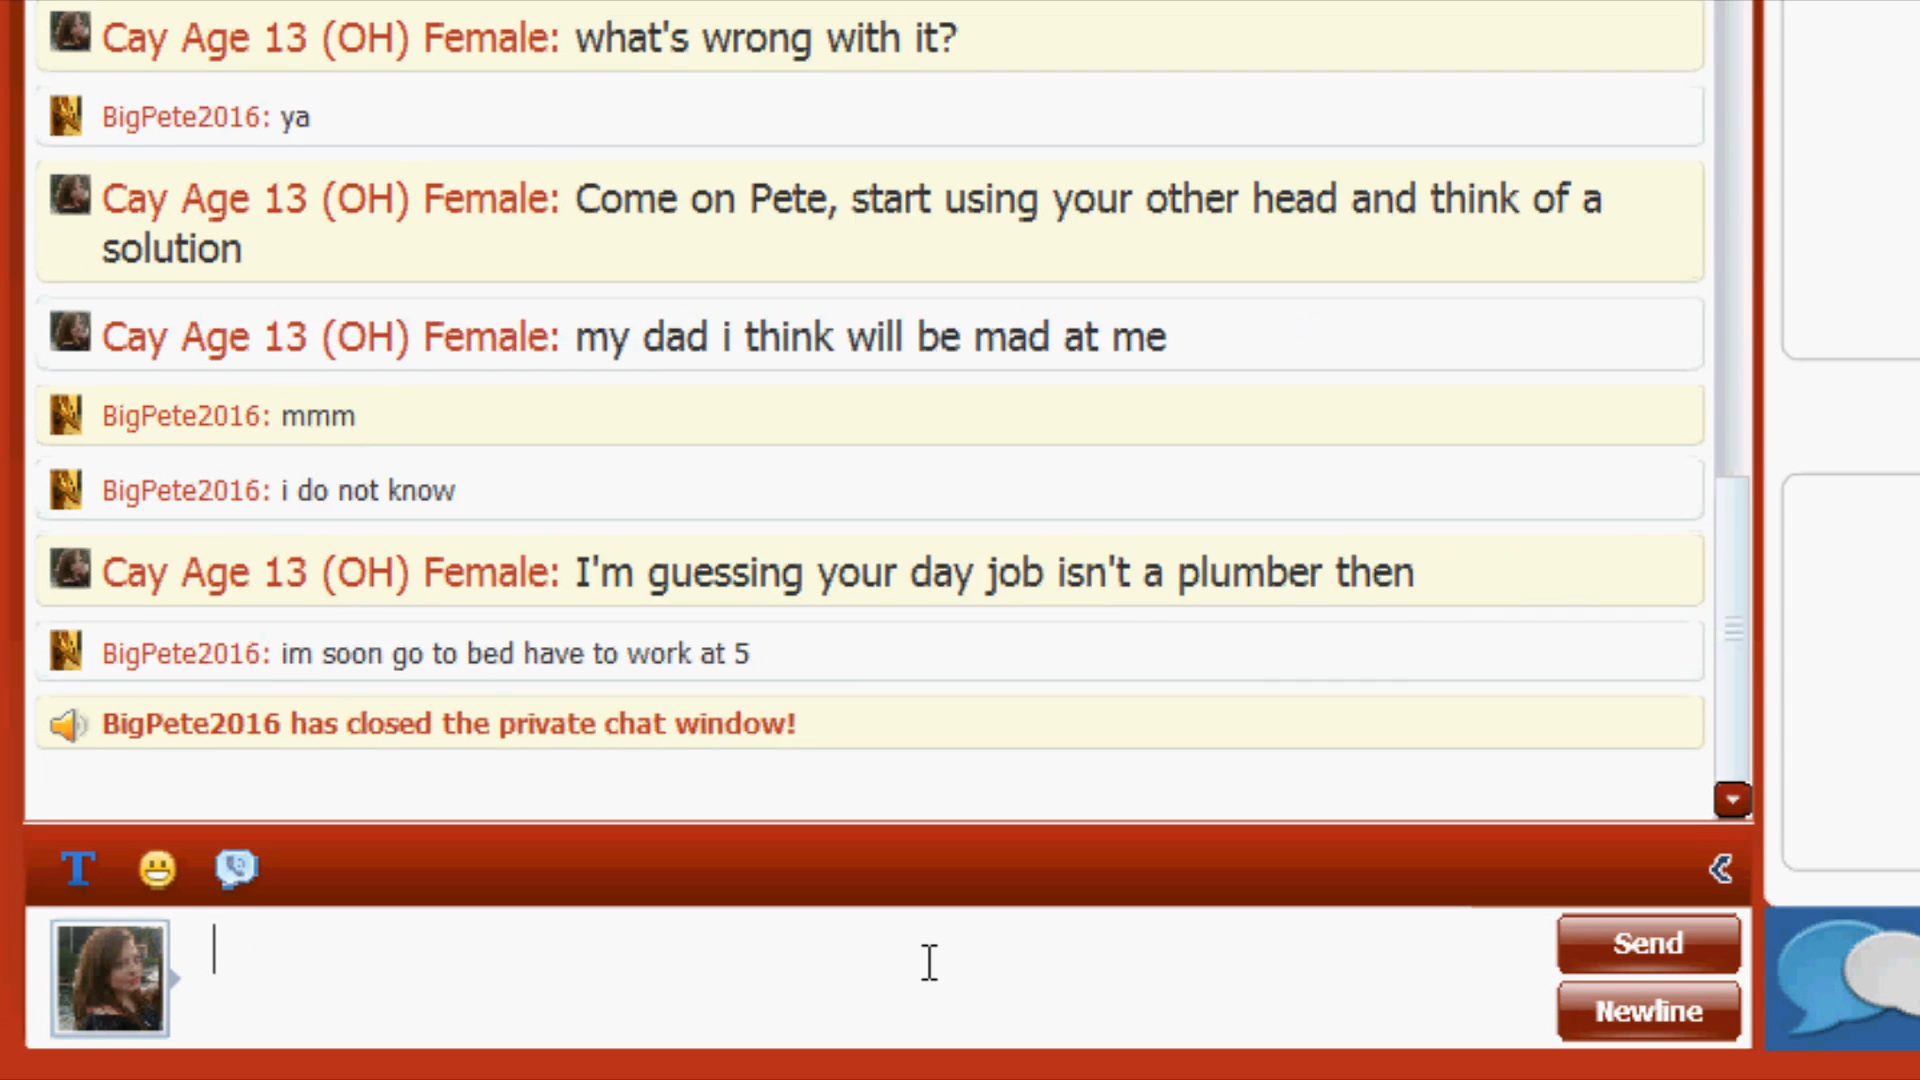 Cay Age 13 (OH) Female: what's wrong with it?
BigPete2016: ya
Cay Age 13 (OH) Female: Come on Pete, start using your other head and think of a
solution
Cay Age 13 (OH) Female: my dad i think will be mad at me
BigPete2016: mmm
BigPete2016: i do not know
Cay Age 13 (OH) Female: I'm guessing your day job isn't a plumber then
BigPete2016: im soon go to bed have to work at 5
BigPete2016 has closed the private chat window!
T
Send
Newline